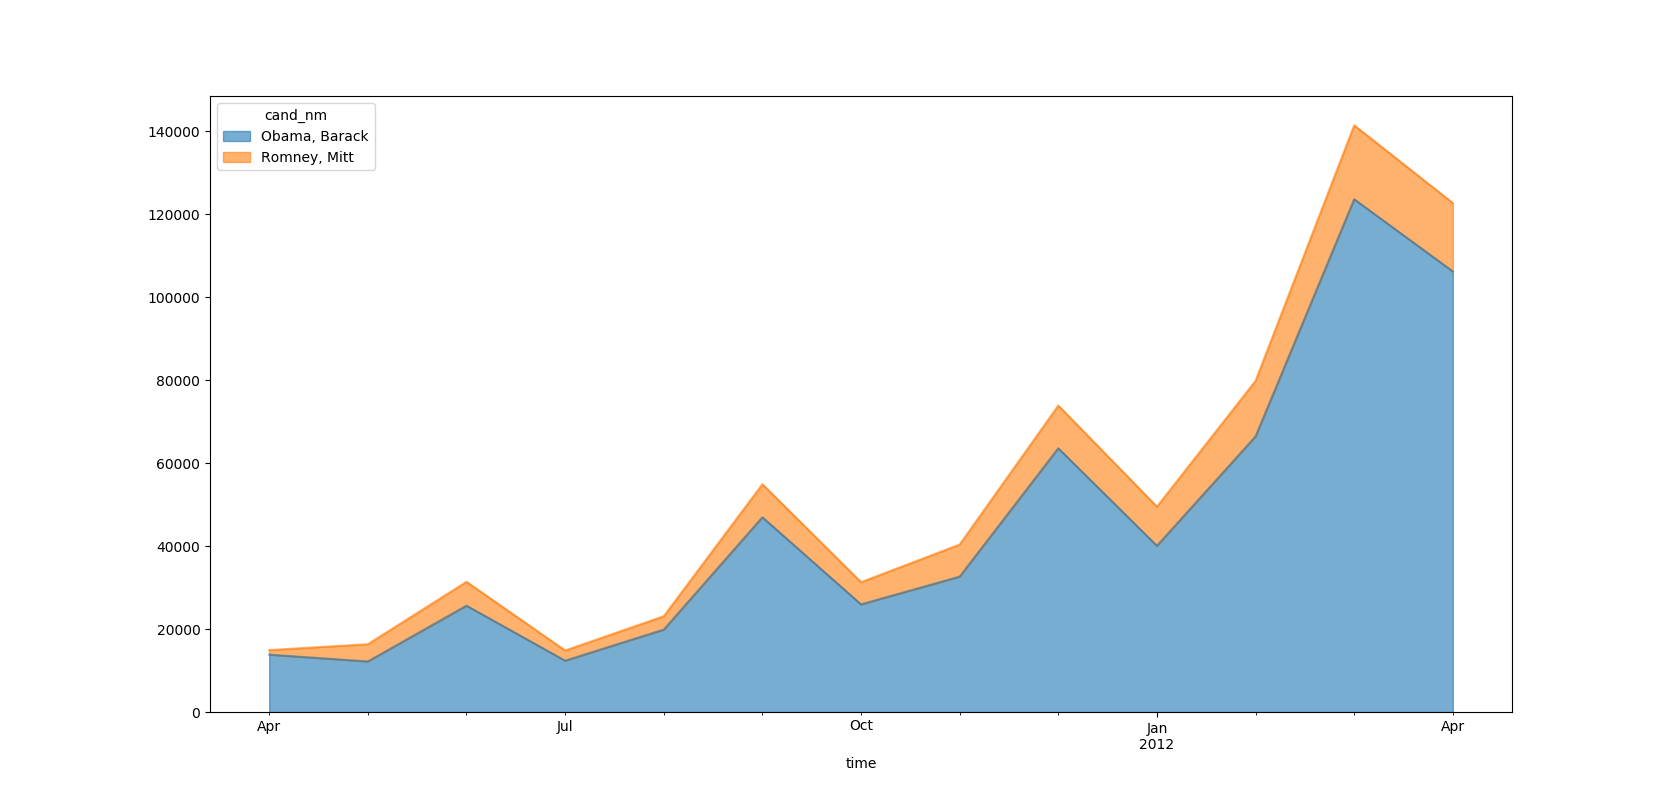 cand_nm
Obama, Barack
Romney, Mitt
140000
120000
100000
80000
60000
40000
20000
0
Apr
Jul
Oct
Jan
2012
Apr
time